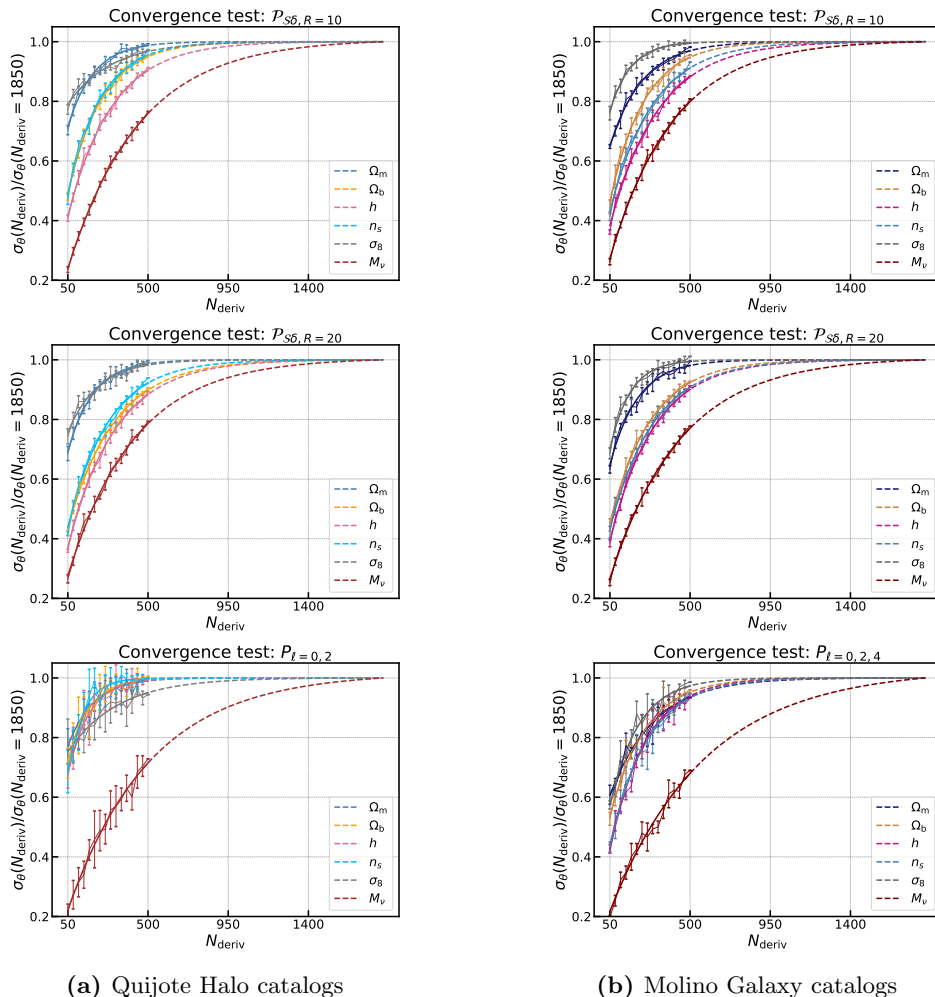 Convergence test: 𝒫_{𝒮δ, R = 10}
σ_θ(N_deriv)/σ_θ(N_deriv = 1850)
1.0
0.8
0.6
0.4
0.2
Ω_m
Ω_b
h
n_s
σ_8
M_ν
50 500 950 1400
N_deriv
Convergence test: 𝒫_{𝒮δ, R = 10}
σ_θ(N_deriv)/σ_θ(N_deriv = 1850)
1.0
0.8
0.6
0.4
0.2
Ω_m
Ω_b
h
n_s
σ_8
M_ν
50 500 950 1400
N_deriv
Convergence test: 𝒫_{𝒮δ, R = 20}
σ_θ(N_deriv)/σ_θ(N_deriv = 1850)
1.0
0.8
0.6
0.4
0.2
Ω_m
Ω_b
h
n_s
σ_8
M_ν
50 500 950 1400
N_deriv
Convergence test: 𝒫_{𝒮δ, R = 20}
σ_θ(N_deriv)/σ_θ(N_deriv = 1850)
1.0
0.8
0.6
0.4
0.2
Ω_m
Ω_b
h
n_s
σ_8
M_ν
50 500 950 1400
N_deriv
Convergence test: P_{ℓ = 0, 2}
σ_θ(N_deriv)/σ_θ(N_deriv = 1850)
1.0
0.8
0.6
0.4
0.2
Ω_m
Ω_b
h
n_s
σ_8
M_ν
50 500 950 1400
N_deriv
Convergence test: P_{ℓ = 0, 2, 4}
σ_θ(N_deriv)/σ_θ(N_deriv = 1850)
1.0
0.8
0.6
0.4
0.2
Ω_m
Ω_b
h
n_s
σ_8
M_ν
50 500 950 1400
N_deriv
(a) Quijote Halo catalogs
(b) Molino Galaxy catalogs